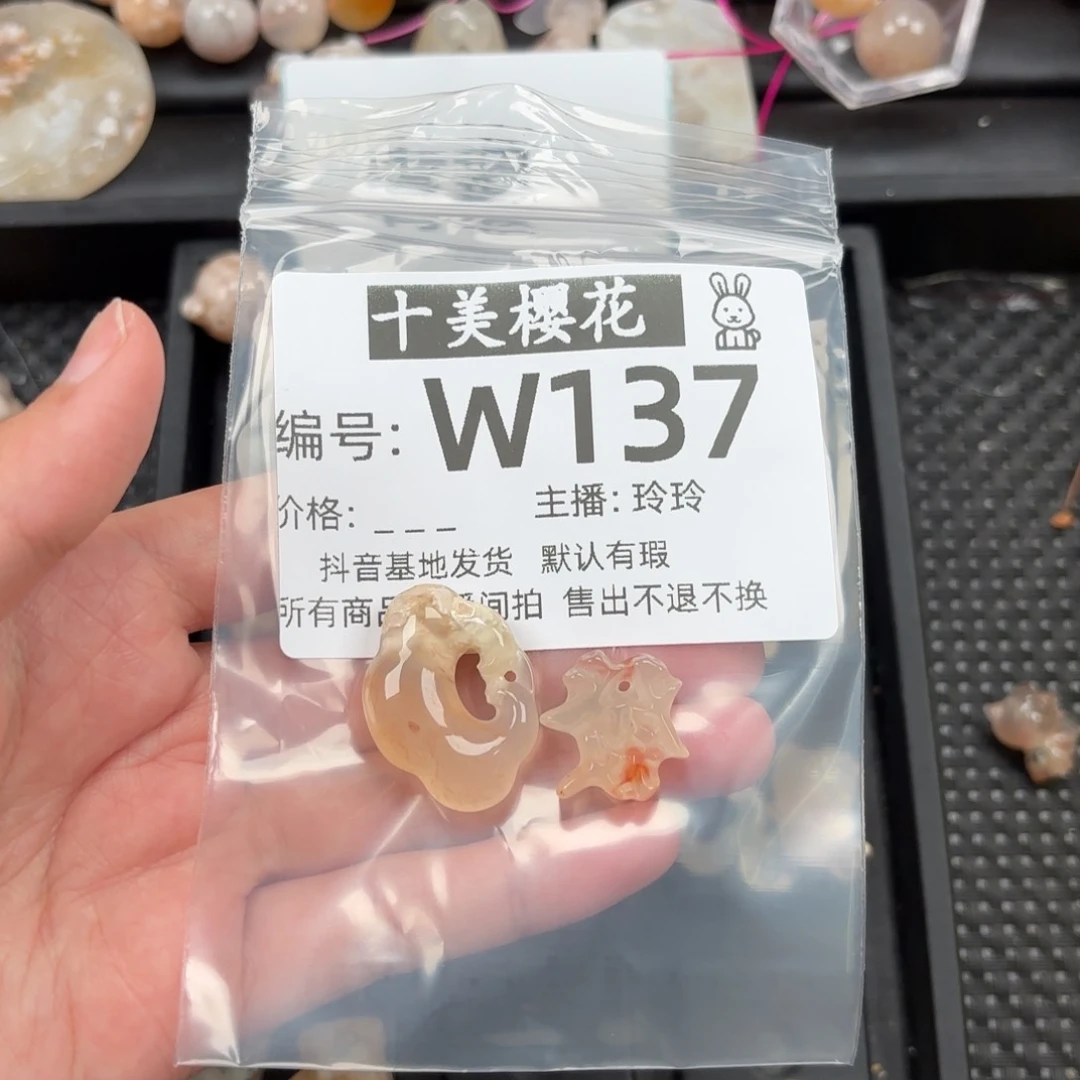 十美樱花
编号: W137
价格: _ _ _ 主播: 玲玲
抖音基地发货 默认有瑕
所有商品 间拍 售出不退不换